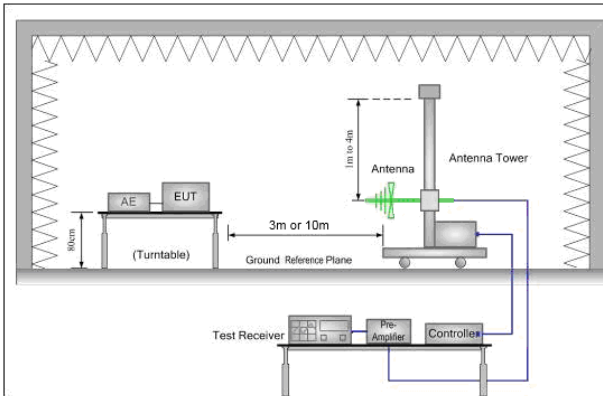 1m to 4m
Antenna
Antenna Tower
AE
EUT
80cm
(Turntable)
3m or 10m
Ground Reference Plane
Test Receiver
Pre-
Amplifier
Controller